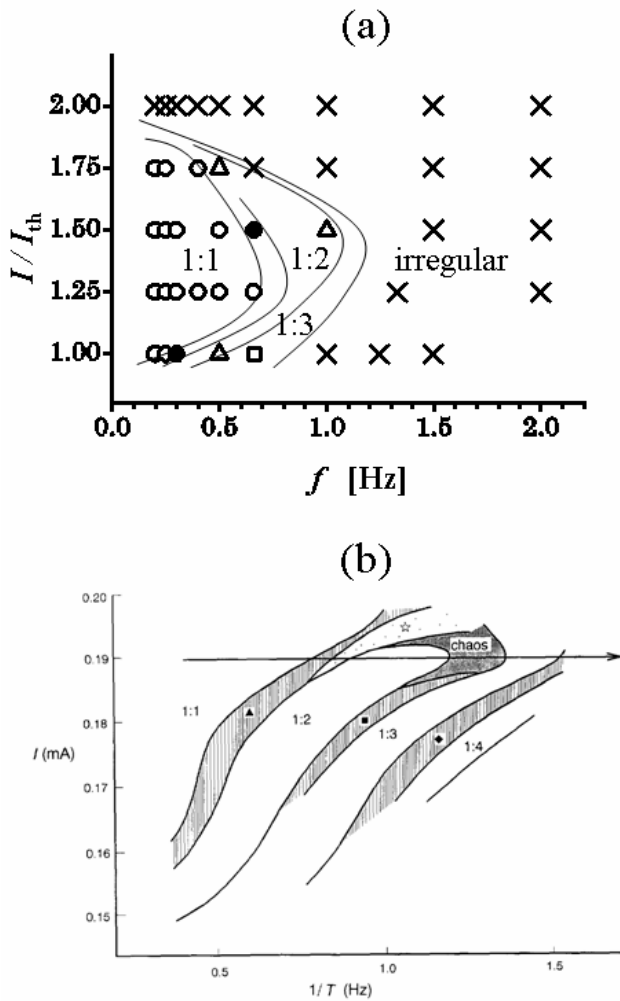 (a)
2.00
1.75
1.50
1.25
1.00
I / I_th
1:1
1:2
1:3
irregular
0.0 0.5 1.0 1.5 2.0
f [Hz]
(b)
0.20
0.19
0.18
0.17
0.16
0.15
I (mA)
chaos
1:1
1:2
1:3
1:4
0.5 1.0 1.5
1/T (Hz)